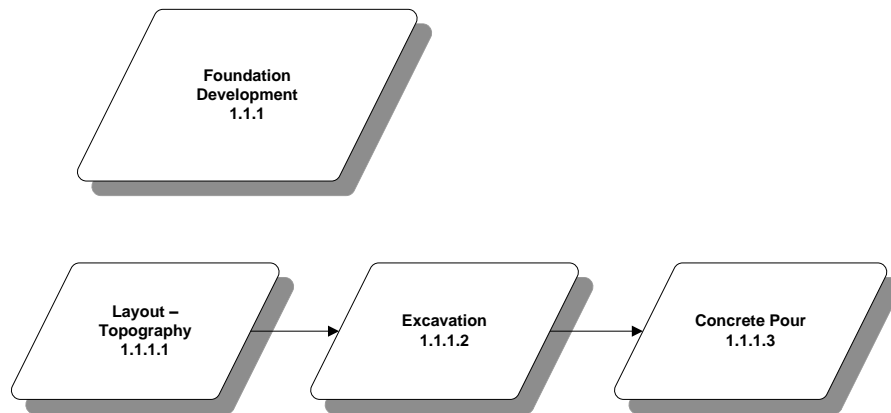 Foundation
Development
1.1.1
Layout –
Topography
1.1.1.1
Excavation
1.1.1.2
Concrete Pour
1.1.1.3